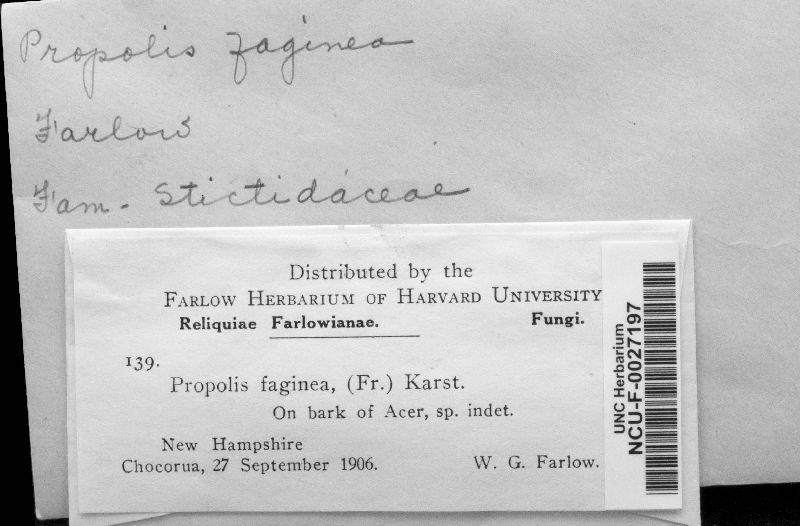 Propolis faginea
Farlow
Fam - Stictidaceae
Distributed by the
FARLOW HERBARIUM OF HARVARD UNIVERSITY
Reliquiae Farlowianae. Fungi.
139.
Propolis faginea, (Fr.) Karst.
On bark of Acer, sp. indet.
New Hampshire
Chocorua, 27 September 1906. W. G. Farlow.
UNC Herbarium
NCU-F-0027197